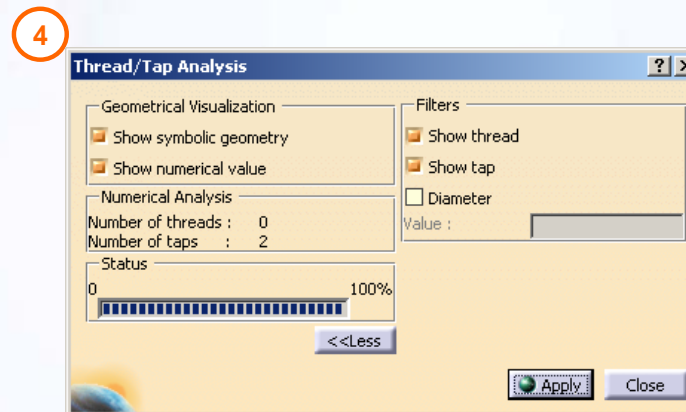 4
Thread/Tap Analysis
Geometrical Visualization
Show symbolic geometry
Show numerical value
Numerical Analysis
Number of threads : 0
Number of taps : 2
Status
0 100%
<<Less
Filters
Show thread
Show tap
Diameter
Value :
Apply Close